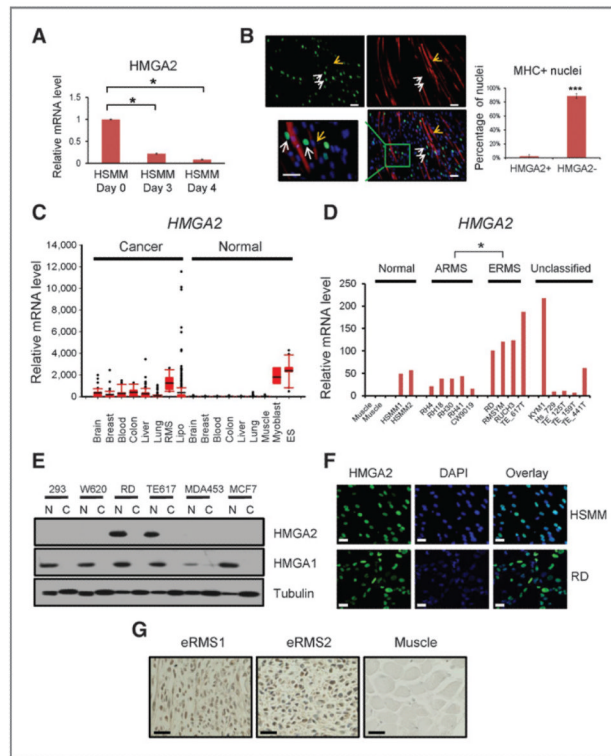 A
HMGA2
Relative mRNA level
1.5
1
0.5
0
*
*
HSMM HSMM HSMM
Day 0 Day 3 Day 4
B
MHC+ nuclei
Percentage of nuclei
100%
80%
60%
40%
20%
0%
***
HMGA2+ HMGA2-
C
HMGA2
Cancer Normal
Relative mRNA level
14,000
12,000
10,000
8,000
6,000
4,000
2,000
0
Brain
Breast
Blood
Colon
Liver
Lung
RMS
Lipo
Brain
Breast
Blood
Colon
Liver
Lung
Muscle
Myoblast
ES
D
HMGA2
*
Normal ARMS ERMS Unclassified
Relative mRNA level
250
200
150
100
50
0
Muscle
Muscle
HSMM1
HSMM2
RH4
RH18
RH30
RH41
CW9019
RD
RMSYM
RUCH3
TE_617T
KYM1
HS_729
TE_125T
TE_159T
TE_441T
E
293 W620 RD TE617 MDA453 MCF7
N C N C N C N C N C N C
HMGA2
HMGA1
Tubulin
F
HMGA2 DAPI Overlay
HSMM
RD
G
eRMS1 eRMS2 Muscle